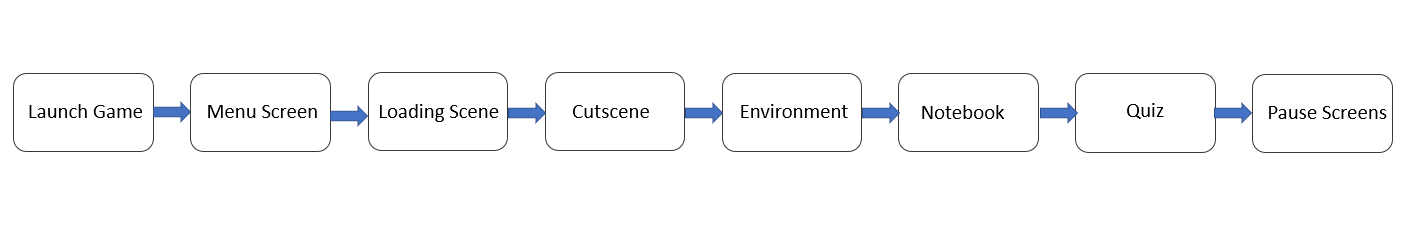 Launch Game
Menu Screen
Loading Scene
Cutscene
Environment
Notebook
Quiz
Pause Screens